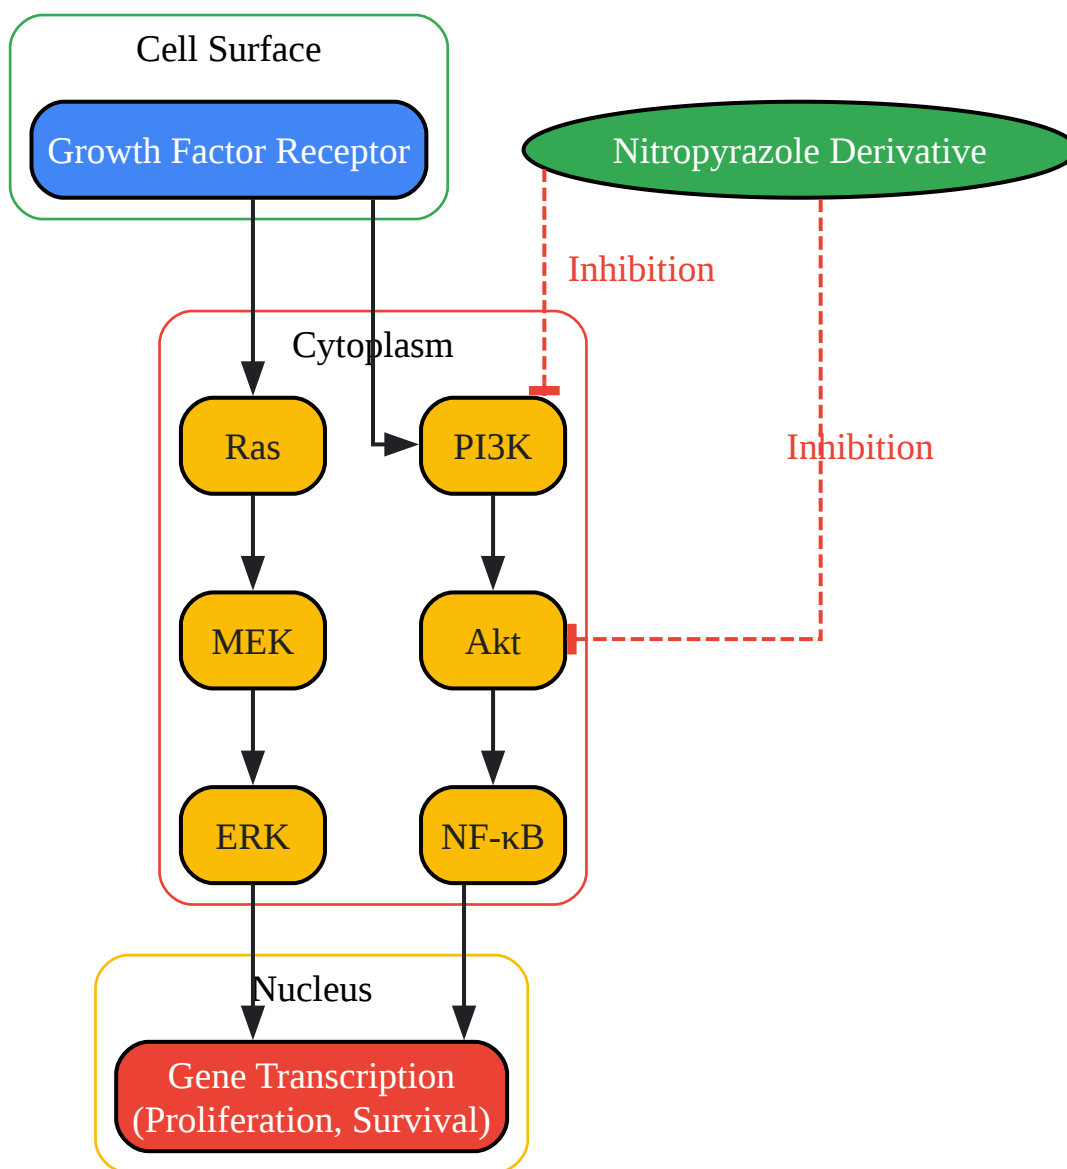 Cell Surface
Growth Factor Receptor
Nitropyrazole Derivative
Inhibition
Cytoplasm
Ras
PI3K
Inhibition
MEK
Akt
ERK
NF-κB
Nucleus
Gene Transcription
(Proliferation, Survival)